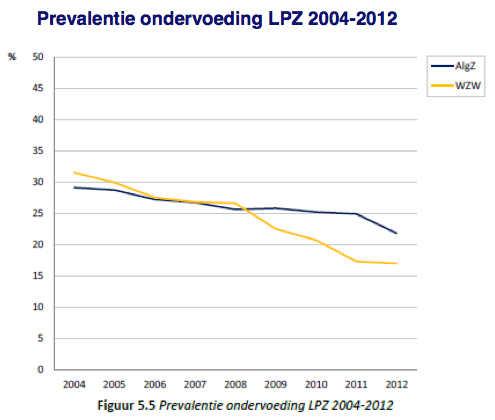 Prevalentie ondervoeding LPZ 2004-2012
%
50
45
40
35
30
25
20
15
10
5
0
2004 2005 2006 2007 2008 2009 2010 2011 2012
AlgZ
WZW
Figuur 5.5 Prevalentie ondervoeding LPZ 2004-2012